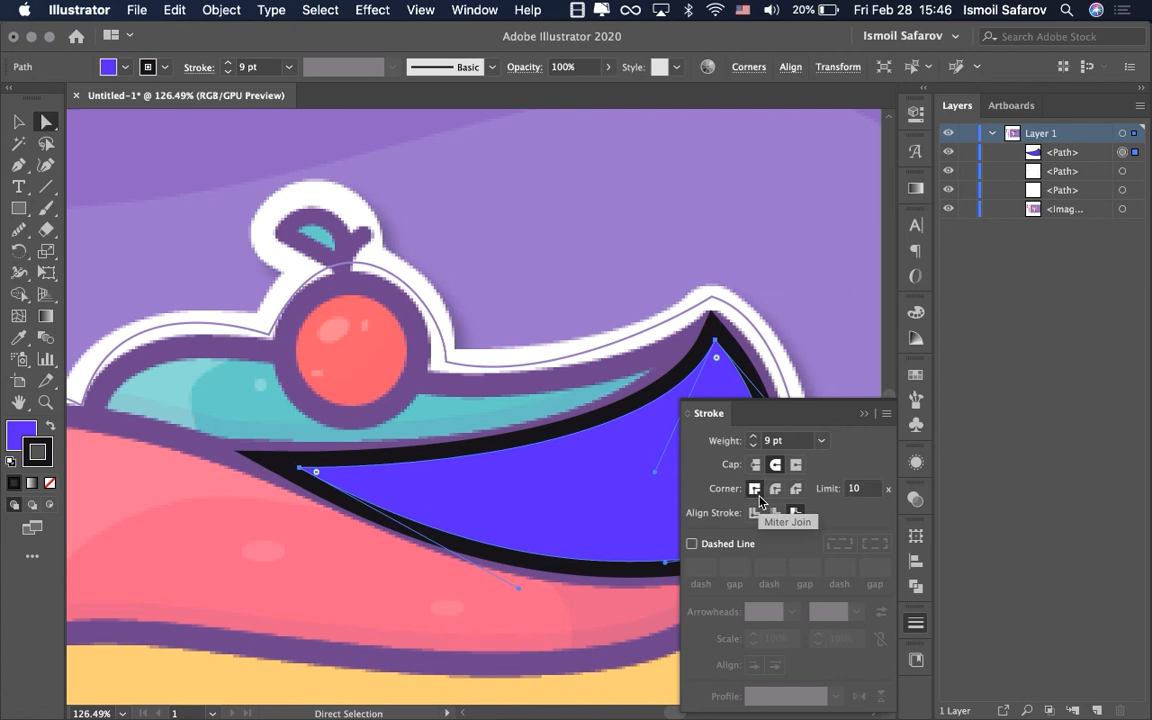 Illustrator File Edit Object Type Select Effect View Window Help 20% Fri Feb 28 15:46 Ismoil Safarov
Adobe Illustrator 2020 Ismoil Safarov Search Adobe Stock
Path Stroke: 9 pt Basic Opacity: 100% Style: Corners Align Transform
Untitled-1* @ 126.49% (RGB/GPU Preview) Layers Artboards
Layer 1
<Path>
<Path>
<Path>
<Imag...
Stroke
Weight: 9 pt
Cap:
Corner: Limit: 10 x
Align Stroke:
Miter Join
Dashed Line
dash gap dash gap dash gap
Arrowheads:
Scale: 100% 100%
Align:
Profile:
126.49% 1 Direct Selection 1 Layer